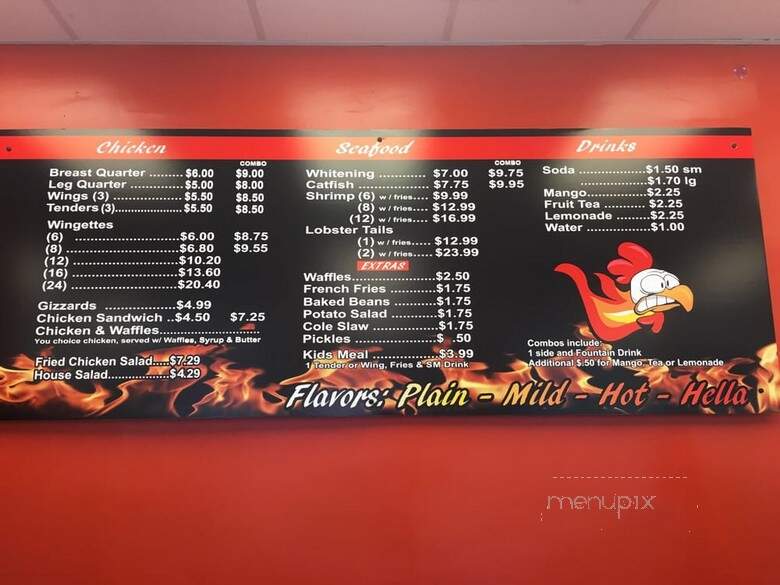 Chicken
COMBO
Breast Quarter ......... $6.00 $9.00
Leg Quarter .............. $5.00 $8.00
Wings (3)..................... $5.50 $8.50
Tenders (3)................... $5.50 $8.50
Wingettes
(6) ..........................$6.00 $8.75
(8) ..........................$6.80 $9.55
(12) .........................$10.20
(16) .........................$13.60
(24) .........................$20.40
Gizzards .................$4.99
Chicken Sandwich ..$4.50 $7.25
Chicken & Waffles.......................
You choice chicken, served w/ Waffles, Syrup & Butter
Fried Chicken Salad....$7.29
House Salad...............$4.29
Seafood
COMBO
Whitening .................. $7.00 $9.75
Catfish ....................... $7.75 $9.95
Shrimp (6) w / fries.... $9.99
(8) w / fries.... $12.99
(12) w / fries.... $16.99
Lobster Tails
(1) w / fries..... $12.99
(2) w / fries..... $23.99
EXTRAS
Waffles.......................$2.50
French Fries ..............$1.75
Baked Beans .............$1.75
Potato Salad ..............$1.75
Cole Slaw ..................$1.75
Pickles ......................$ .50
Kids Meal ..................$3.99
1 Tender or Wing, Fries & SM Drink
Drinks
Soda ....................$1.50 sm
.....................$1.70 lg
Mango..................$2.25
Fruit Tea ............. $2.25
Lemonade ..........$2.25
Water ..................$1.00
Combos include:
1 side and Fountain Drink
Additional $.50 for Mango, Tea or Lemonade
Flavors: Plain - Mild - Hot - Hella
menupix